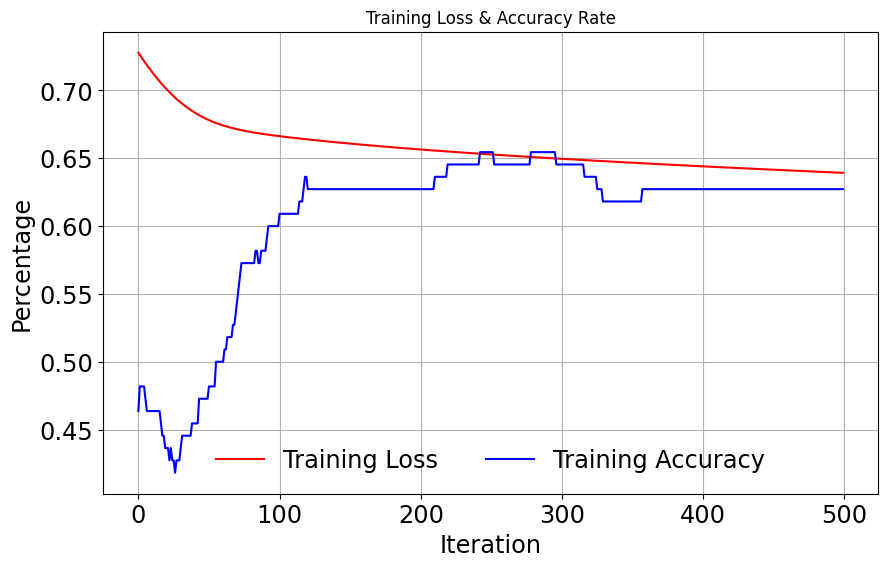 Training Loss & Accuracy Rate
0.70
0.65
0.60
0.55
0.50
0.45
Percentage
Training Loss Training Accuracy
0 100 200 300 400 500
Iteration